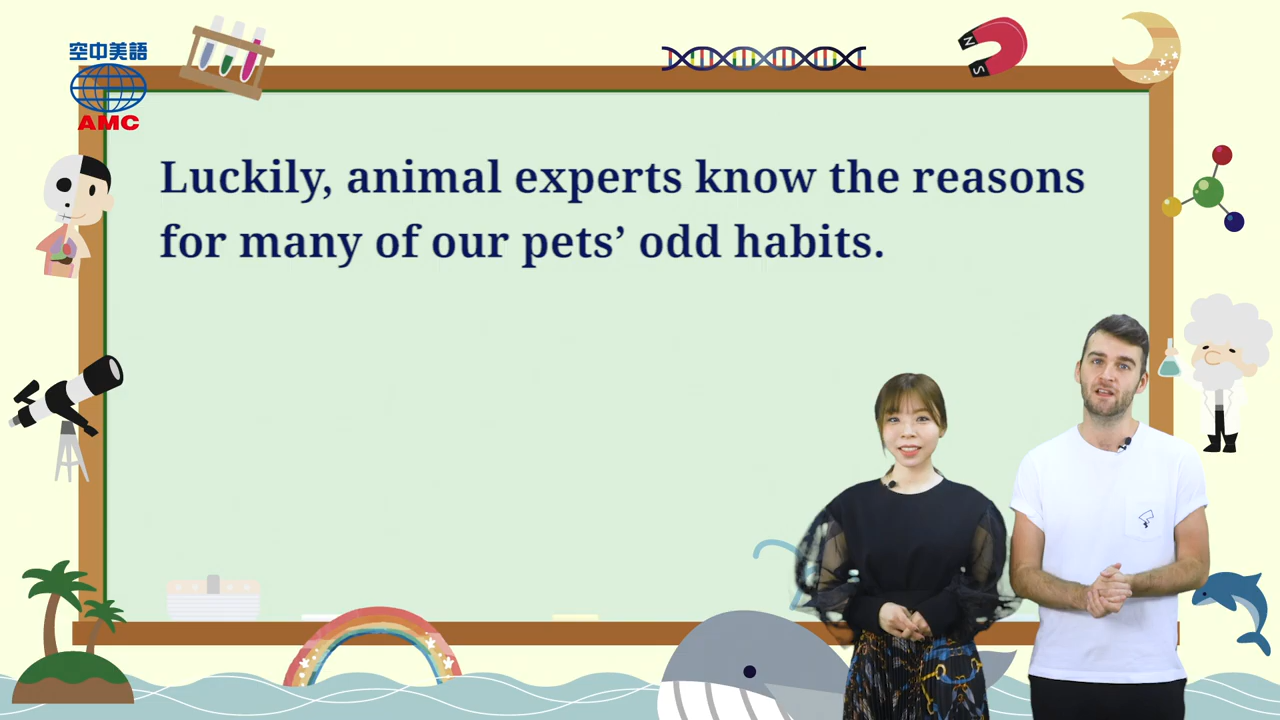 空中美語
AMC
N
S
Luckily, animal experts know the reasons
for many of our pets’ odd habits.